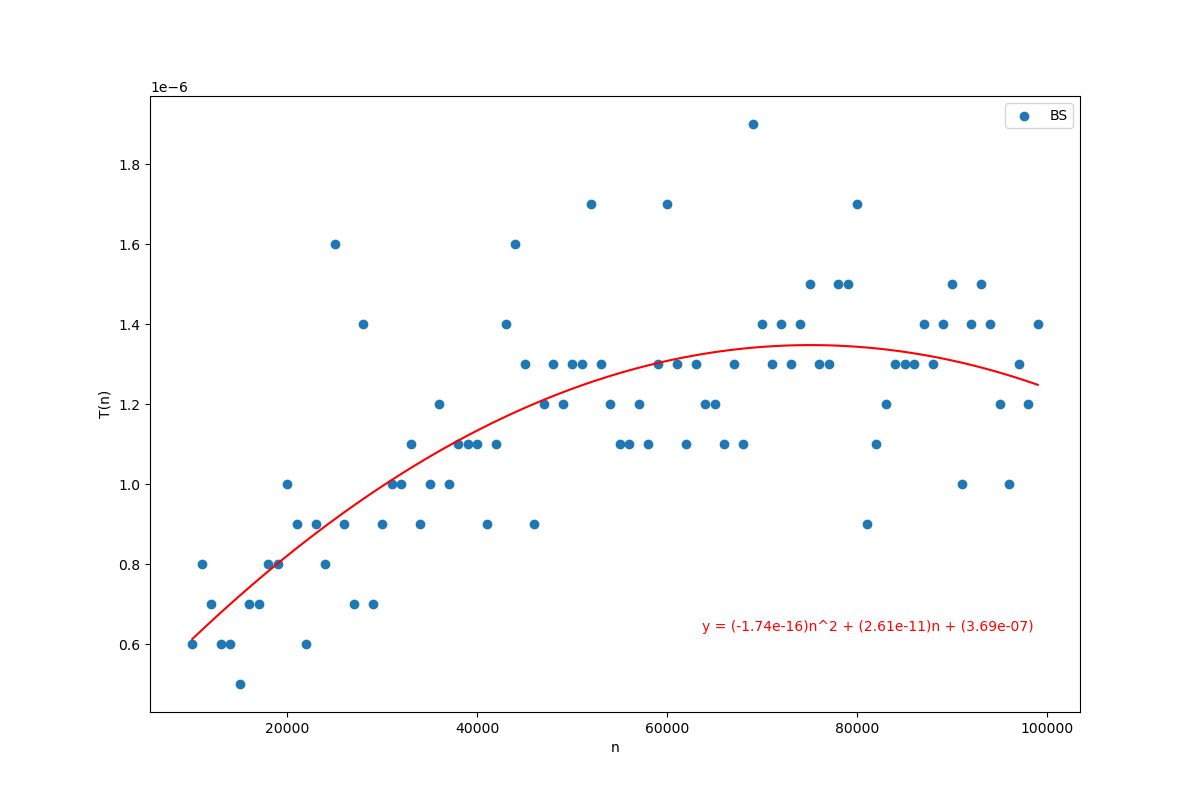 1e−6
BS
1.8
1.6
1.4
1.2
1.0
0.8
0.6
T(n)
y = (-1.74e-16)n^2 + (2.61e-11)n + (3.69e-07)
20000 40000 60000 80000 100000
n